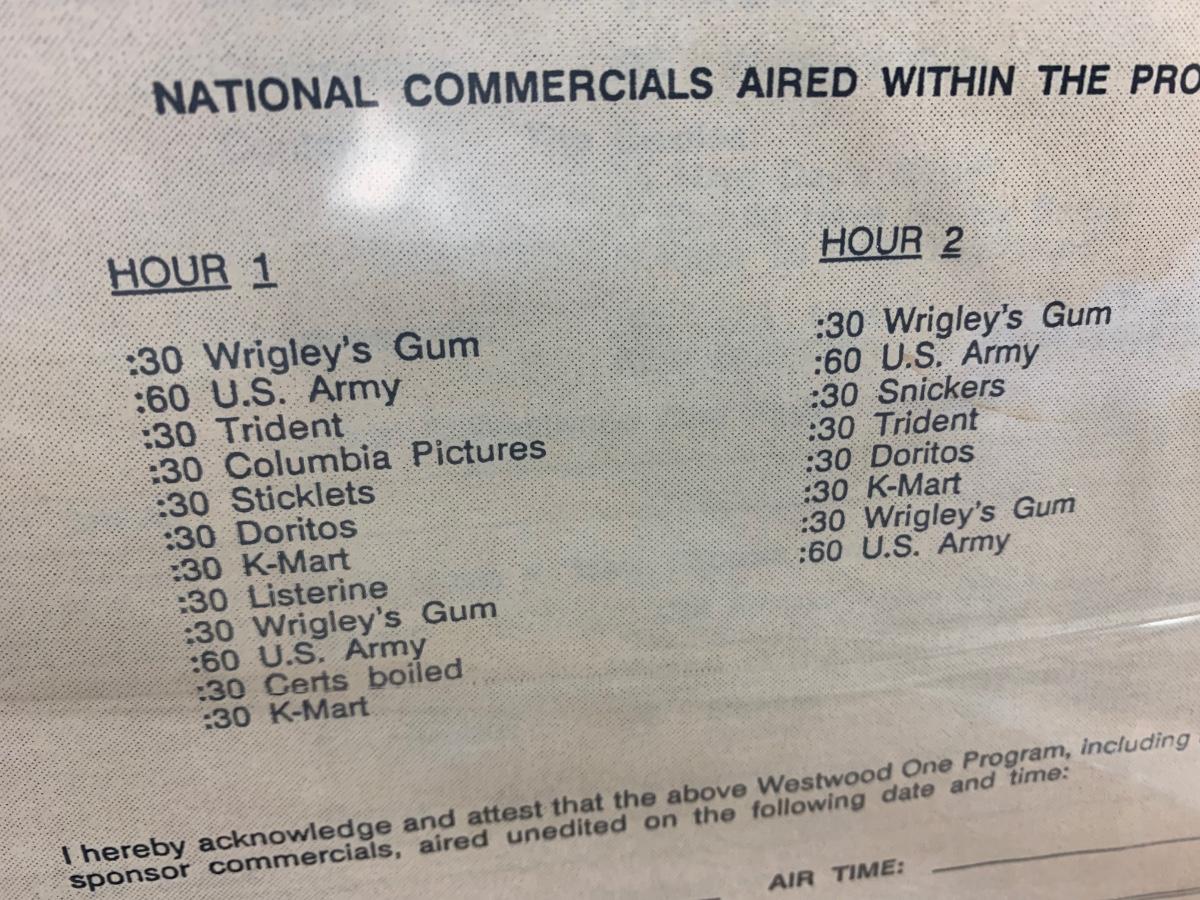 NATIONAL COMMERCIALS AIRED WITHIN THE PRO
HOUR 1
:30 Wrigley's Gum
:60 U.S. Army
:30 Trident
:30 Columbia Pictures
:30 Sticklets
:30 Doritos
:30 K-Mart
:30 Listerine
:30 Wrigley's Gum
:60 U.S. Army
:30 Certs boiled
:30 K-Mart
HOUR 2
:30 Wrigley's Gum
:60 U.S. Army
:30 Snickers
:30 Trident
:30 Doritos
:30 K-Mart
:30 Wrigley's Gum
:60 U.S. Army
I hereby acknowledge and attest that the above Westwood One Program, including
sponsor commercials, aired unedited on the following date and time:
AIR TIME: